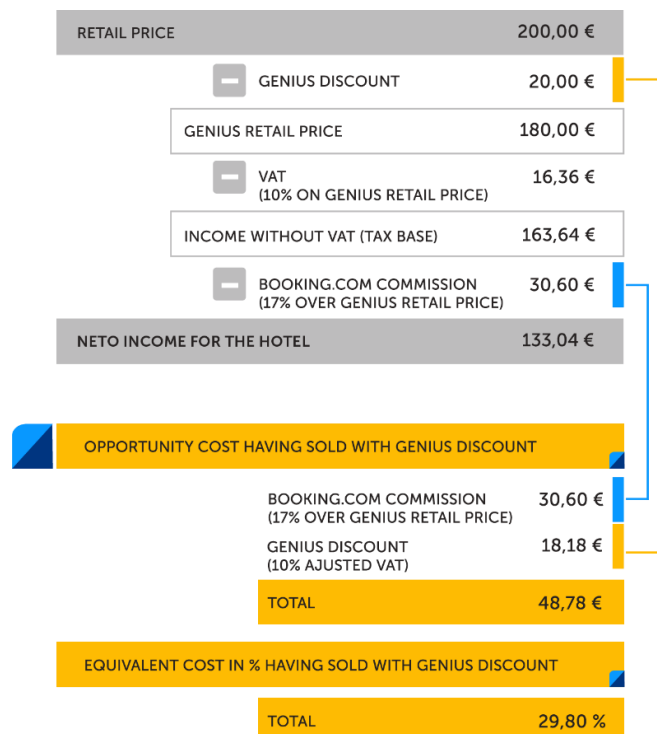 RETAIL PRICE 200,00 €
GENIUS DISCOUNT 20,00 €
GENIUS RETAIL PRICE 180,00 €
VAT 16,36 €
(10% ON GENIUS RETAIL PRICE)
INCOME WITHOUT VAT (TAX BASE) 163,64 €
BOOKING.COM COMMISSION 30,60 €
(17% OVER GENIUS RETAIL PRICE)
NETO INCOME FOR THE HOTEL 133,04 €
OPPORTUNITY COST HAVING SOLD WITH GENIUS DISCOUNT
BOOKING.COM COMMISSION 30,60 €
(17% OVER GENIUS RETAIL PRICE)
GENIUS DISCOUNT 18,18 €
(10% AJUSTED VAT)
TOTAL 48,78 €
EQUIVALENT COST IN % HAVING SOLD WITH GENIUS DISCOUNT
TOTAL 29,80 %